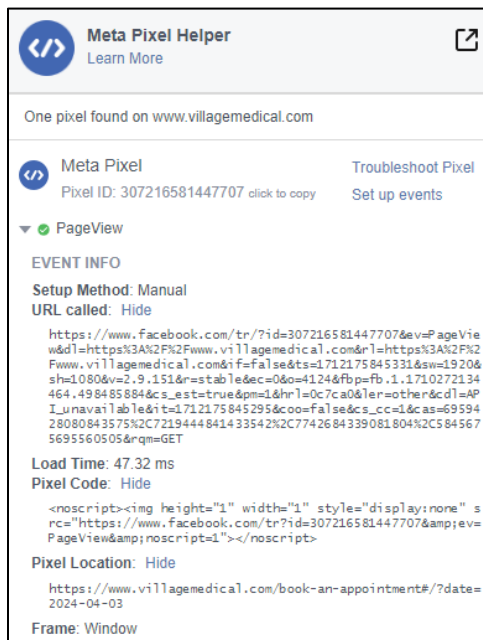 Meta Pixel Helper
Learn More
One pixel found on www.villagemedical.com
Meta Pixel
Troubleshoot Pixel
Pixel ID: 307216581447707 click to copy
Set up events
PageView
EVENT INFO
Setup Method: Manual
URL called: Hide
https://www.facebook.com/tr/?id=307216581447707&ev=PageVie
w&dl=https%3A%2F%2Fwww.villagemedical.com&rl=https%3A%2F%2
Fwww.villagemedical.com&if=false&ts=1712175845331&sw=1920&
sh=1080&v=2.9.151&r=stable&ec=0&o=4124&fbp=fb.1.1710272134
464.498485884&cs_est=true&pm=1&hrl=0c7ca0&ler=other&cdl=AP
I_unavailable&it=1712175845295&coo=false&cs_cc=1&cas=69594
28080843575%2C7219444841433542%2C7742684339081804%2C584567
5695560505&rqm=GET
Load Time: 47.32 ms
Pixel Code: Hide
<noscript><img height="1" width="1" style="display:none" s
rc="https://www.facebook.com/tr?id=307216581447707&amp;ev=
PageView&amp;noscript=1"></noscript>
Pixel Location: Hide
https://www.villagemedical.com/book-an-appointment#/?date=
2024-04-03
Frame: Window